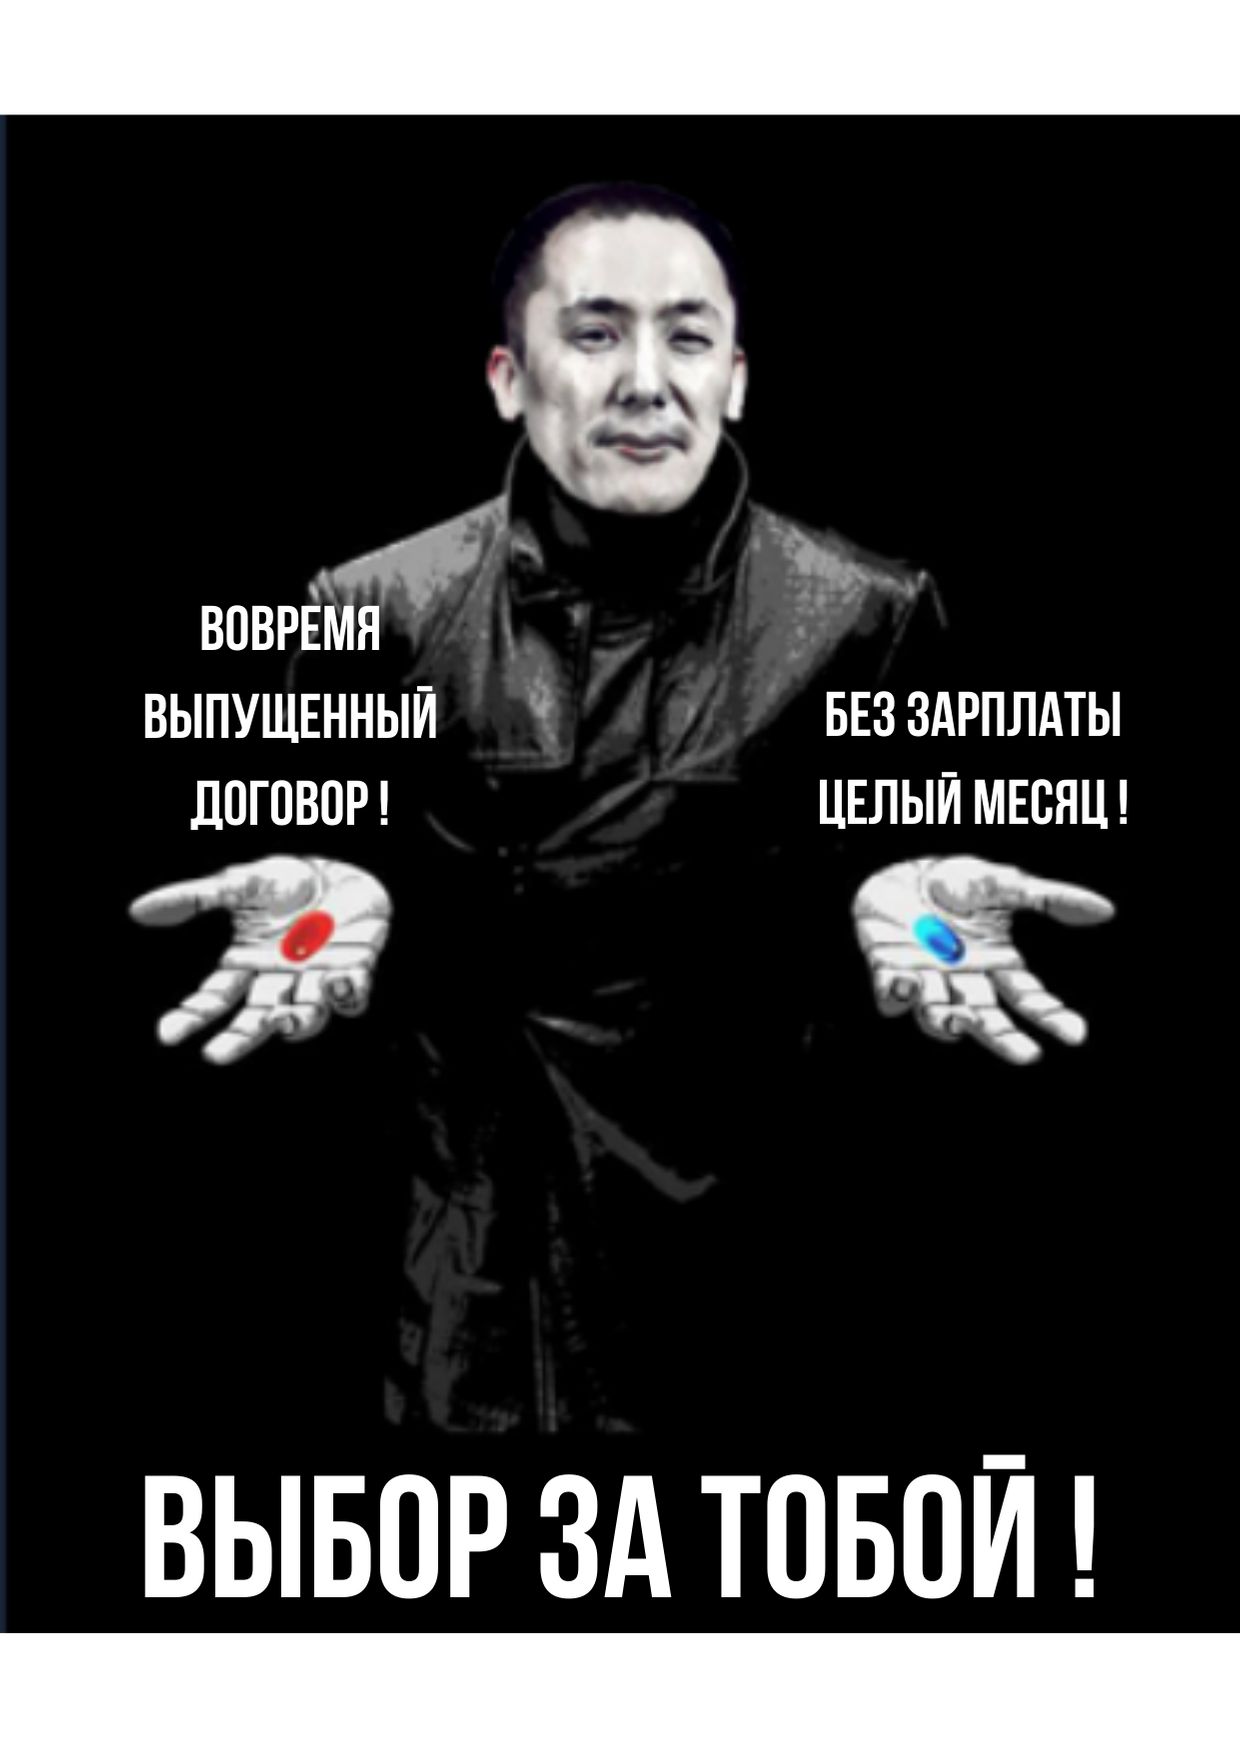 ВОВРЕМЯ
ВЫПУЩЕННЫЙ
ДОГОВОР !
БЕЗ ЗАРПЛАТЫ
ЦЕЛЫЙ МЕСЯЦ !
ВЫБОР ЗА ТОБОЙ !